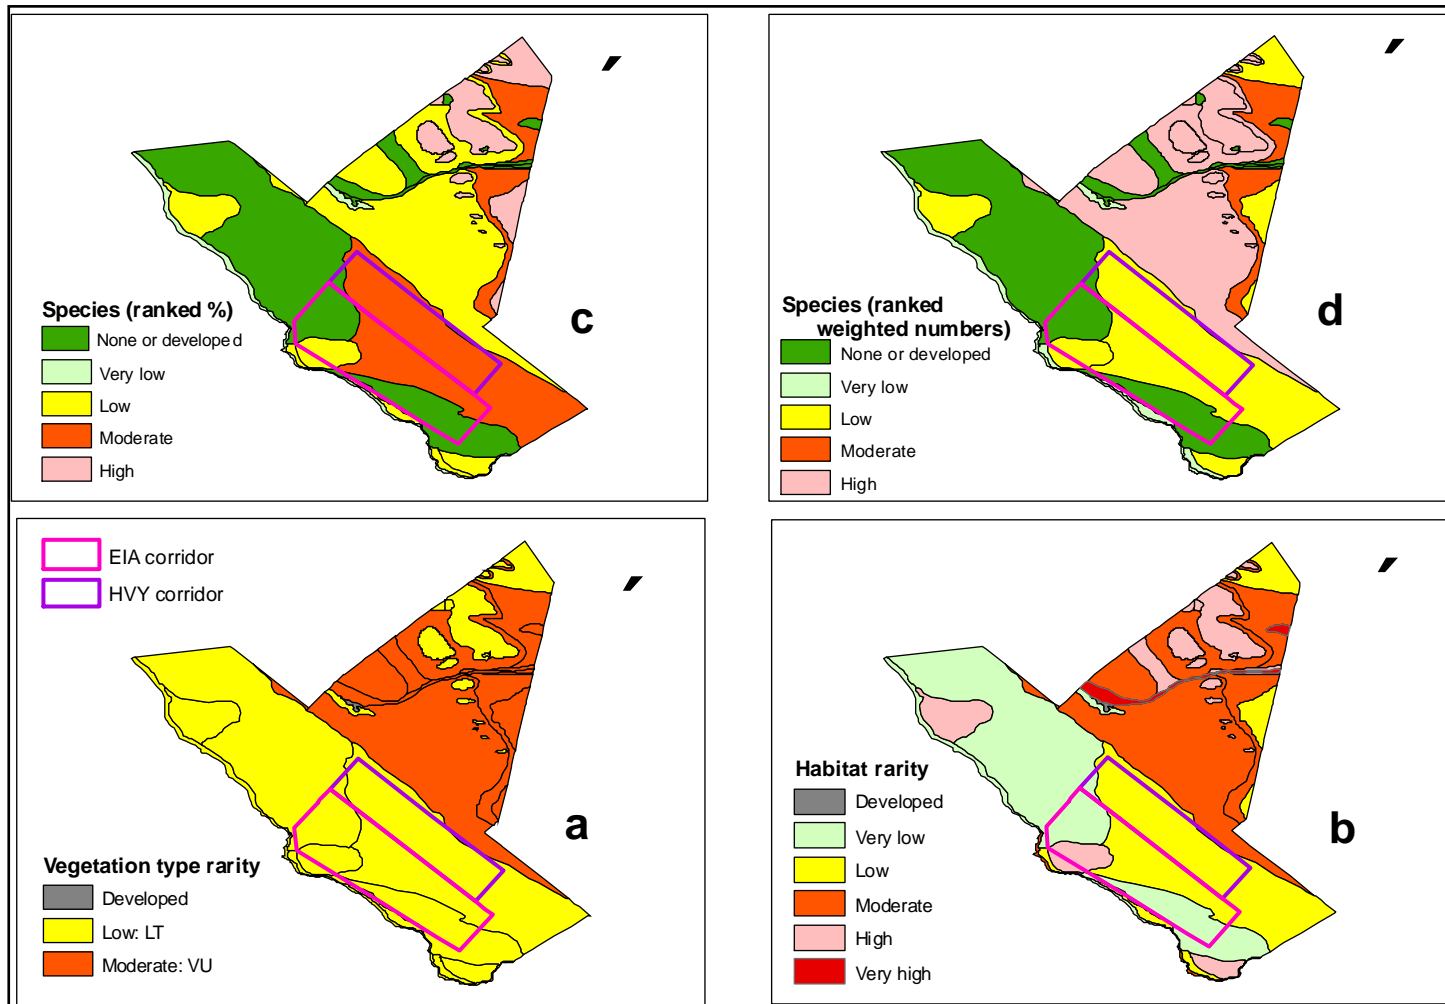 Species (ranked %)
None or developed
Very low
Low
Moderate
High
c
Species (ranked
weighted numbers)
None or developed
Very low
Low
Moderate
High
d
EIA corridor
HVY corridor
Vegetation type rarity
Developed
Low: LT
Moderate: VU
a
Habitat rarity
Developed
Very low
Low
Moderate
High
Very high
b